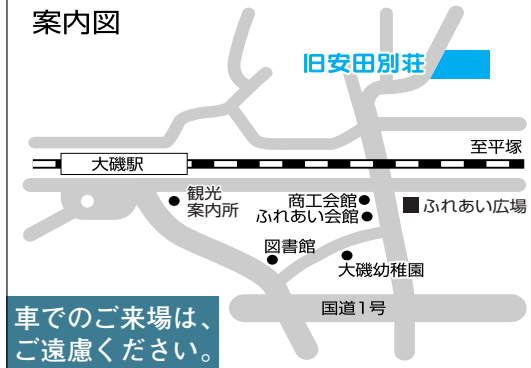 案内図
旧安田別荘
至平塚
大磯駅
観光
案内所
商工会館
ふれあい会館
ふれあい広場
図書館
大磯幼稚園
国道1号
車でのご来場は、
ご遠慮ください。